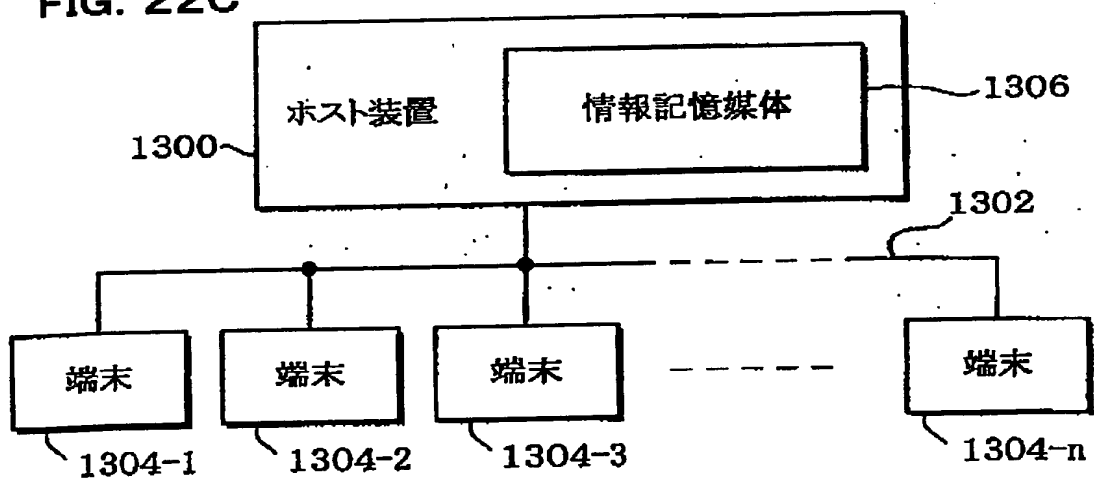 FIG. 22C
ホスト装置
情報記憶媒体
1306
1300
1302
端末
端末
端末
端末
1304-1
1304-2
1304-3
1304-n